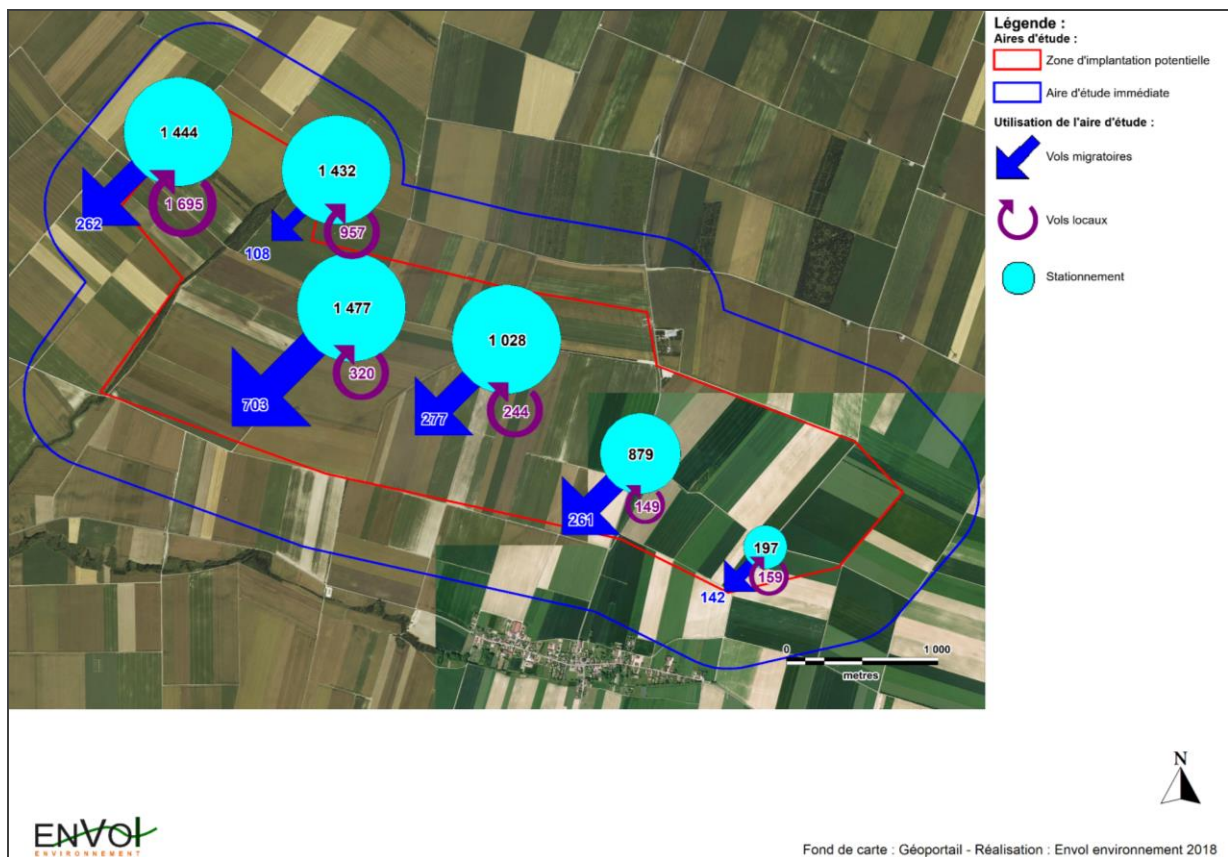 Légende :
Aires d'étude :
Zone d'implantation potentielle
Aire d'étude immédiate
Utilisation de l'aire d'étude :
Vols migratoires
Vols locaux
Stationnement
1 444
1 695
262
1 432
957
108
1 477
320
703
1 028
244
277
879
149
261
197
159
142
0 1 000
metres
N
ENVOl
ENVIRONNEMENT
Fond de carte : Géoportail - Réalisation : Envol environnement 2018